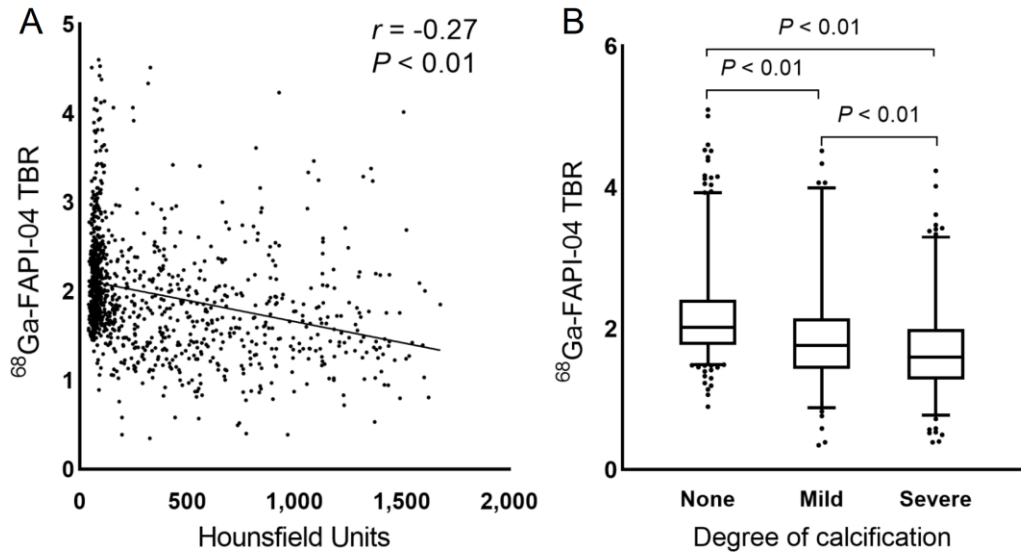 A
r = -0.27
P < 0.01
5
4
3
2
1
0
⁶⁸Ga-FAPI-04 TBR
0
500
1,000
1,500
2,000
Hounsfield Units
B
P < 0.01
P < 0.01
P < 0.01
6
4
2
0
⁶⁸Ga-FAPI-04 TBR
None
Mild
Severe
Degree of calcification